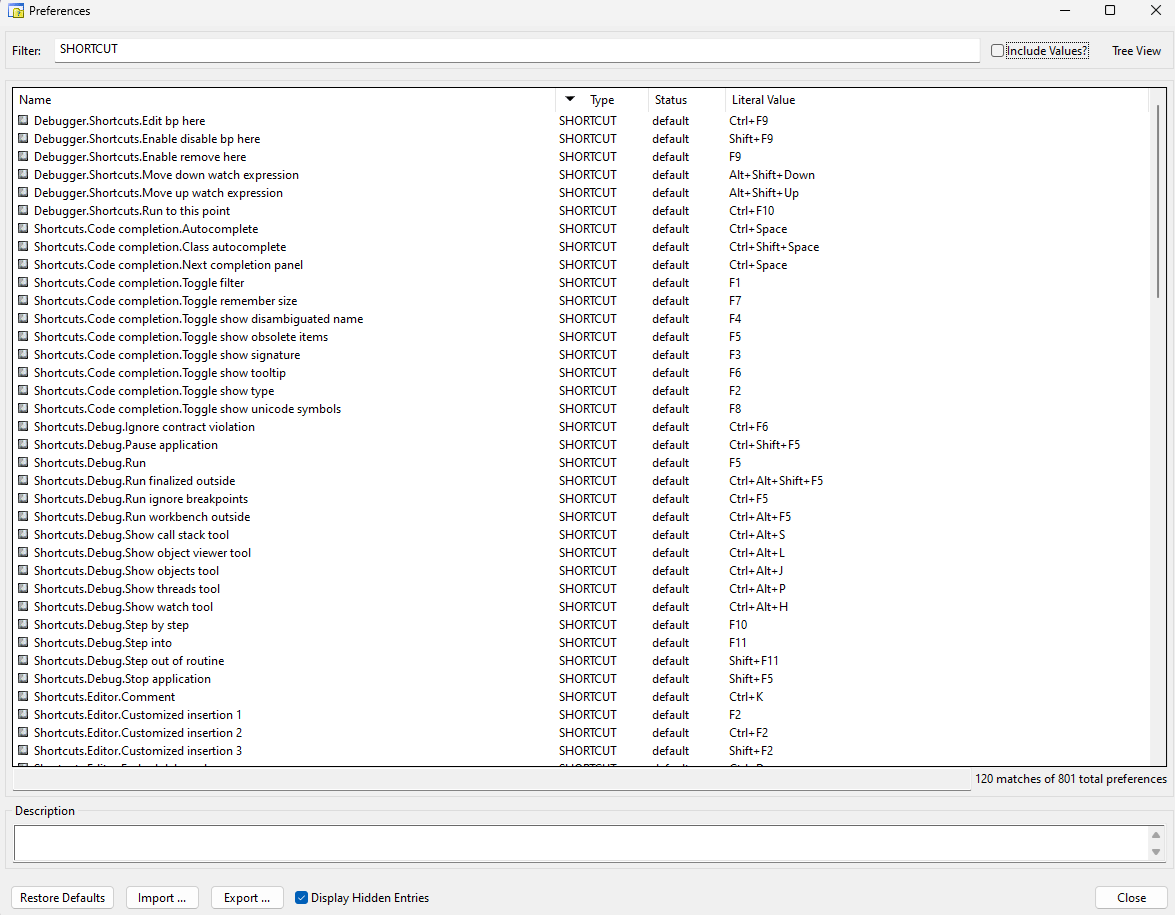 Preferences
Filter: SHORTCUT Include Values? Tree View
Name Type Status Literal Value
Debugger.Shortcuts.Edit bp here SHORTCUT default Ctrl+F9
Debugger.Shortcuts.Enable disable bp here SHORTCUT default Shift+F9
Debugger.Shortcuts.Enable remove here SHORTCUT default F9
Debugger.Shortcuts.Move down watch expression SHORTCUT default Alt+Shift+Down
Debugger.Shortcuts.Move up watch expression SHORTCUT default Alt+Shift+Up
Debugger.Shortcuts.Run to this point SHORTCUT default Ctrl+F10
Shortcuts.Code completion.Autocomplete SHORTCUT default Ctrl+Space
Shortcuts.Code completion.Class autocomplete SHORTCUT default Ctrl+Shift+Space
Shortcuts.Code completion.Next completion panel SHORTCUT default Ctrl+Space
Shortcuts.Code completion.Toggle filter SHORTCUT default F1
Shortcuts.Code completion.Toggle remember size SHORTCUT default F7
Shortcuts.Code completion.Toggle show disambiguated name SHORTCUT default F4
Shortcuts.Code completion.Toggle show obsolete items SHORTCUT default F5
Shortcuts.Code completion.Toggle show signature SHORTCUT default F3
Shortcuts.Code completion.Toggle show tooltip SHORTCUT default F6
Shortcuts.Code completion.Toggle show type SHORTCUT default F2
Shortcuts.Code completion.Toggle show unicode symbols SHORTCUT default F8
Shortcuts.Debug.Ignore contract violation SHORTCUT default Ctrl+F6
Shortcuts.Debug.Pause application SHORTCUT default Ctrl+Shift+F5
Shortcuts.Debug.Run SHORTCUT default F5
Shortcuts.Debug.Run finalized outside SHORTCUT default Ctrl+Alt+Shift+F5
Shortcuts.Debug.Run ignore breakpoints SHORTCUT default Ctrl+F5
Shortcuts.Debug.Run workbench outside SHORTCUT default Ctrl+Alt+F5
Shortcuts.Debug.Show call stack tool SHORTCUT default Ctrl+Alt+S
Shortcuts.Debug.Show object viewer tool SHORTCUT default Ctrl+Alt+L
Shortcuts.Debug.Show objects tool SHORTCUT default Ctrl+Alt+J
Shortcuts.Debug.Show threads tool SHORTCUT default Ctrl+Alt+P
Shortcuts.Debug.Show watch tool SHORTCUT default Ctrl+Alt+H
Shortcuts.Debug.Step by step SHORTCUT default F10
Shortcuts.Debug.Step into SHORTCUT default F11
Shortcuts.Debug.Step out of routine SHORTCUT default Shift+F11
Shortcuts.Debug.Stop application SHORTCUT default Shift+F5
Shortcuts.Editor.Comment SHORTCUT default Ctrl+K
Shortcuts.Editor.Customized insertion 1 SHORTCUT default F2
Shortcuts.Editor.Customized insertion 2 SHORTCUT default Ctrl+F2
Shortcuts.Editor.Customized insertion 3 SHORTCUT default Shift+F2
120 matches of 801 total preferences
Description
Restore Defaults Import ... Export ... Display Hidden Entries Close